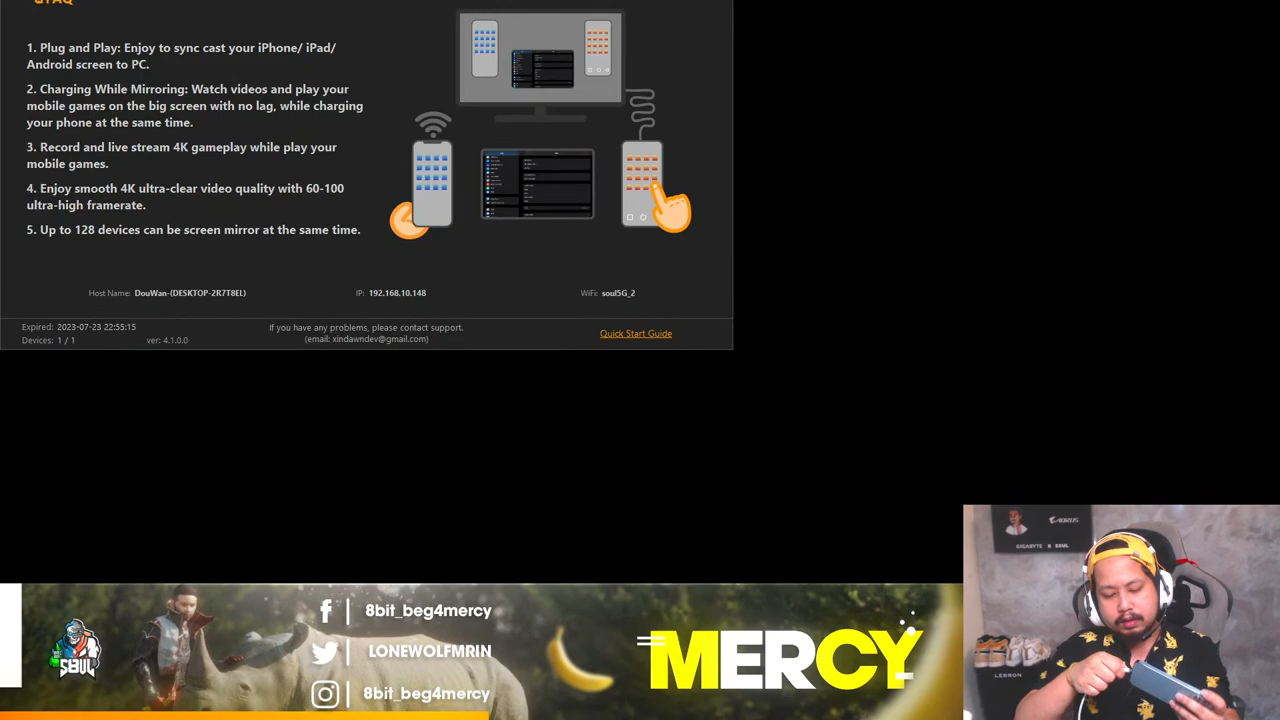 1. Plug and Play: Enjoy to sync cast your iPhone/ iPad/
Android screen to PC.
2. Charging While Mirroring: Watch videos and play your
mobile games on the big screen with no lag, while charging
your phone at the same time.
3. Record and live stream 4K gameplay while play your
mobile games.
4. Enjoy smooth 4K ultra-clear video quality with 60-100
ultra-high framerate.
5. Up to 128 devices can be screen mirror at the same time.
Host Name: DouWan-(DESKTOP-2R7T8EL)
IP: 192.168.10.148
WiFi: soul5G_2
Expired: 2023-07-23 22:55:15
Devices: 1 / 1
ver: 4.1.0.0
If you have any problems, please contact support.
(email: xindawndev@gmail.com)
Quick Start Guide
AORUS
GIGABYTE X S8UL
LEBRON
S8UL
8bit_beg4mercy
LONEWOLFMRIN
8bit_beg4mercy
MERCY